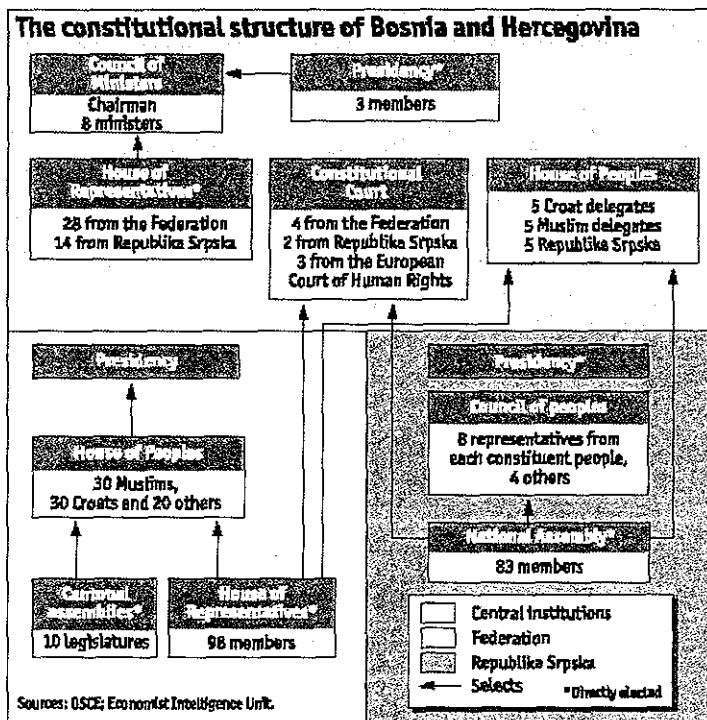 The constitutional structure of Bosnia and Hercegovina
Council of
Ministers
Chairman
8 ministers
Presidency*
3 members
House of
Representatives*
28 from the Federation
14 from Republika Srpska
Constitutional
Court
4 from the Federation
2 from Republika Srpska
3 from the European
Court of Human Rights
House of Peoples
5 Croat delegates
5 Muslim delegates
5 Republika Srpska
Presidency
House of Peoples
30 Muslims,
30 Croats and 20 others
Cantonal
assemblies*
10 legislatures
House of
Representatives*
98 members
Presidency*
Council of peoples
8 representatives from
each constituent people,
4 others
National Assembly*
83 members
Central institutions
Federation
Republika Srpska
Selects
*Directly elected
Sources: OSCE; Economist Intelligence Unit.